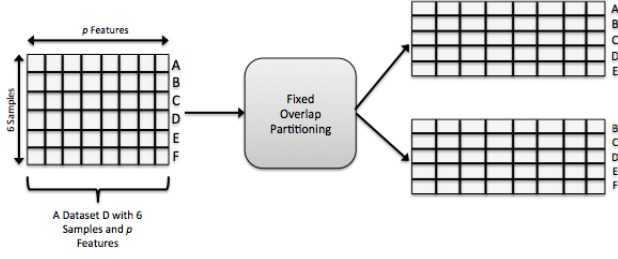 p Features
6 Samples
A
B
C
D
E
F
A Dataset D with 6
Samples and p
Features
Fixed
Overlap
Partitioning
A
B
C
D
E
B
C
D
E
F